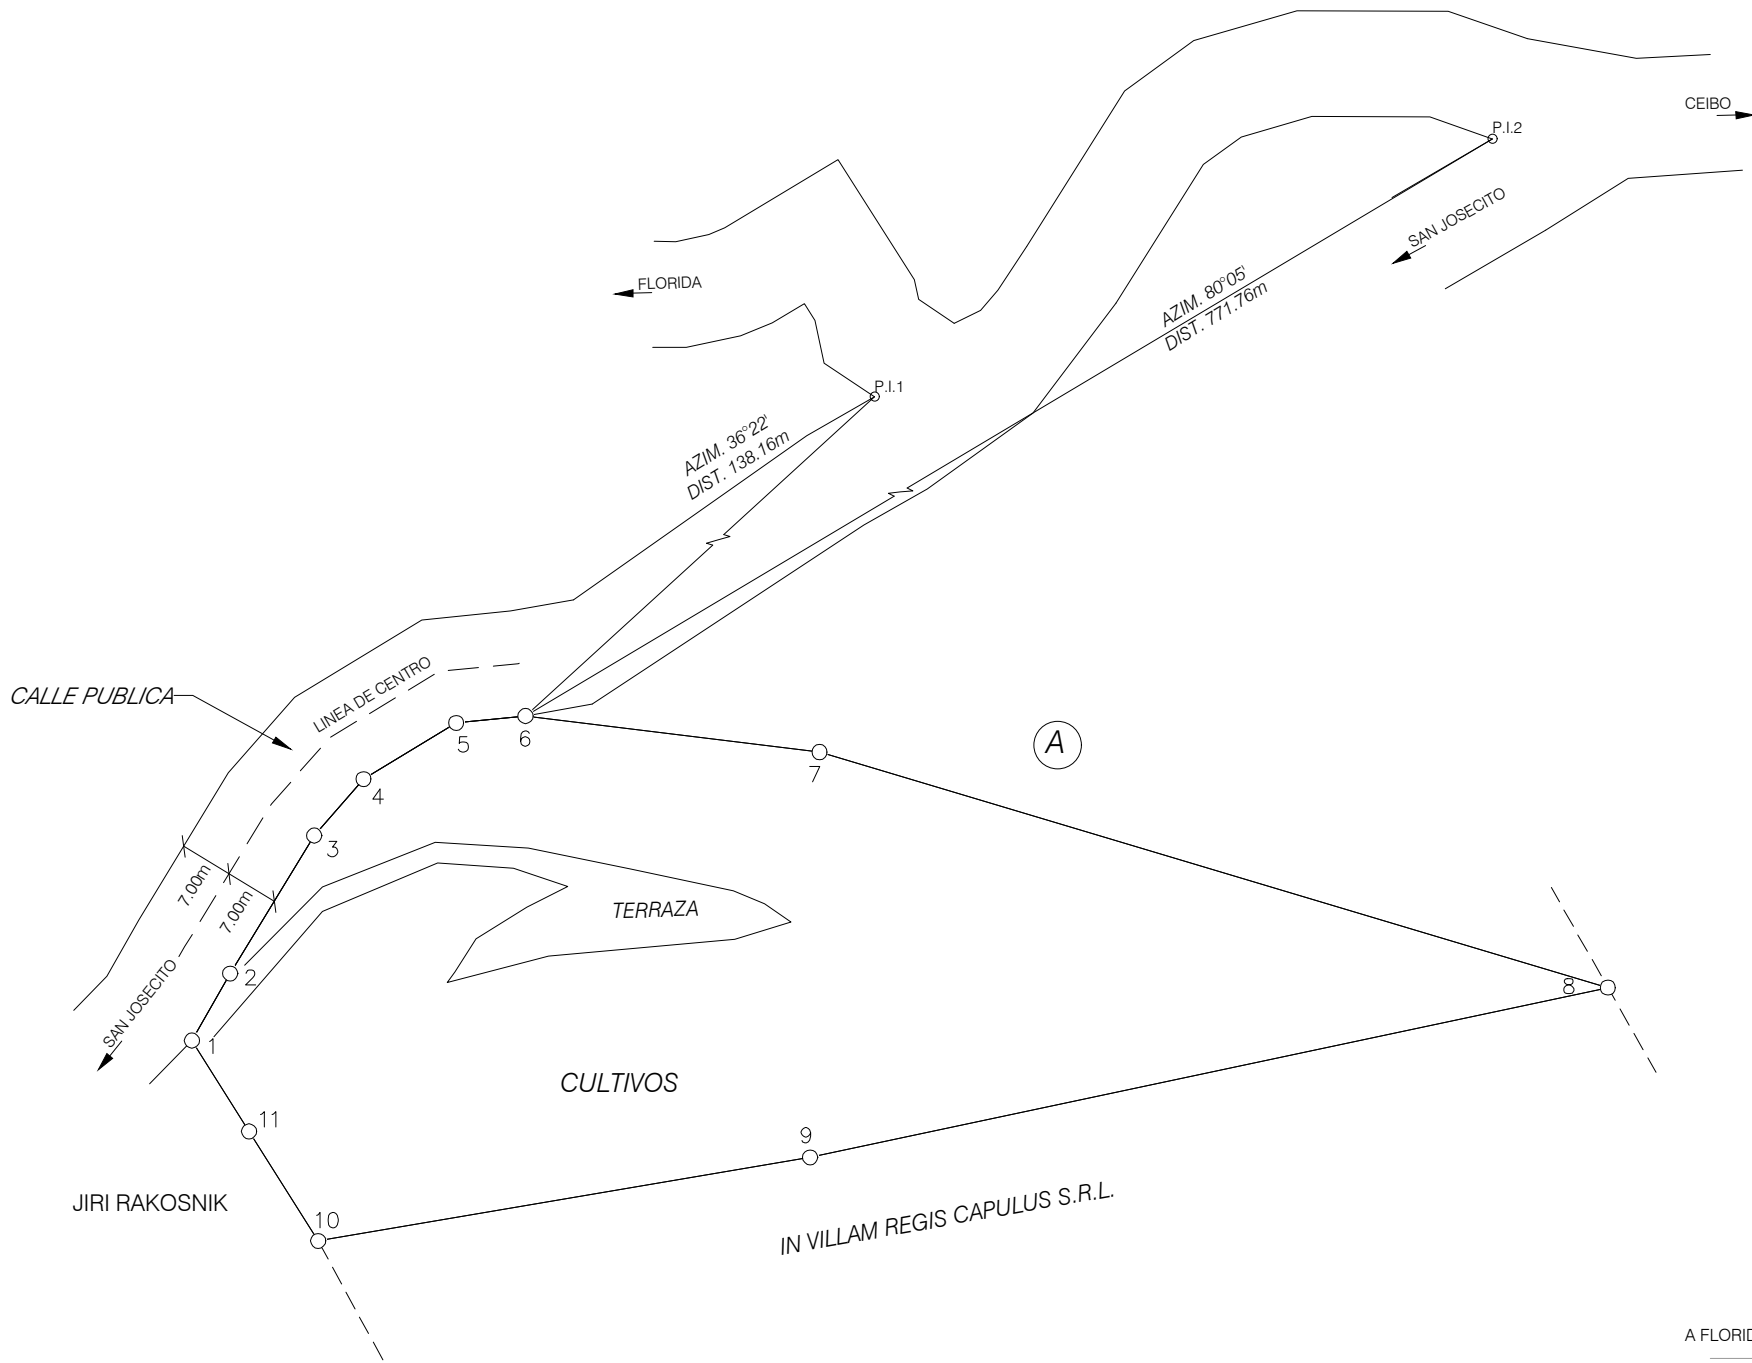 CEIBO
P.I.2
SAN JOSECITO
FLORIDA
AZIM. 80°05'
DIST. 771.76m
P.I.1
AZIM. 36°22'
DIST. 138.16m
LINEA DE CENTRO
CALLE PUBLICA
5
6
7
A
4
3
7.00m
7.00m
TERRAZA
2
8
SAN JOSECITO
1
CULTIVOS
11
9
JIRI RAKOSNIK
10
IN VILLAM REGIS CAPULUS S.R.L.
A FLORID